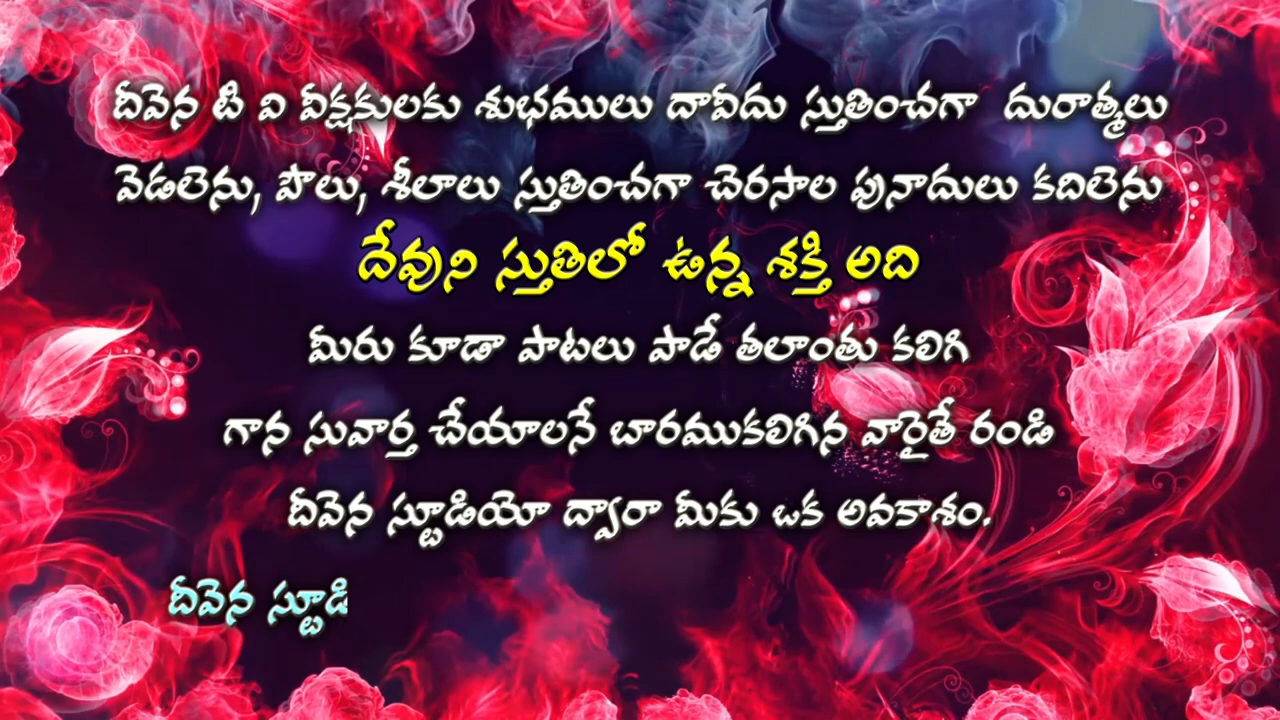 దీవెన టి వి వీక్షకులకు శుభములు దావీదు స్తుతించగా దురాత్మలు
వెడలెను, పౌలు, శీలాలు స్తుతించగా చెరసాల పునాదులు కదిలెను
దేవుని స్తుతిలో ఉన్న శక్తి అది
మీరు కూడా పాటలు పాడే తలాంతు కలిగి
గాన సువార్త చేయాలనే బారముకలిగిన వారైతే రండి
దీవెన స్టూడియో ద్వారా మీకు ఒక అవకాశం.
దీవెన స్టూడి